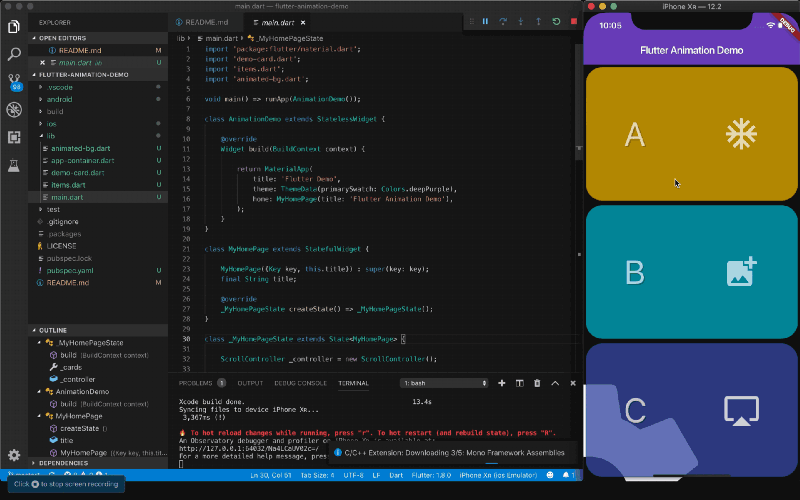 main.dart — flutter-animation-demo
iPhone Xʀ — 12.2
EXPLORER
OPEN EDITORS
README.md
main.dart lib U
FLUTTER-ANIMATION-DEMO
.vscode
android
build
ios
lib
animated-bg.dart U
app-container.dart U
demo-card.dart U
items.dart U
main.dart U
test
.gitignore
.packages
LICENSE
pubspec.lock
pubspec.yaml U
README.md
98
OUTLINE
_MyHomePageState
build (BuildContext context)
_cards
_controller
AnimationDemo
build (BuildContext context)
MyHomePage
createState ()
title
MyHomePage ({Key key, this.titl...
DEPENDENCIES
README.md
main.dart
lib main.dart _MyHomePageState
1 import 'package:flutter/material.dart';
2 import 'demo-card.dart';
3 import 'items.dart';
4 import 'animated-bg.dart';
5
6 void main() => runApp(AnimationDemo());
7
8 class AnimationDemo extends StatelessWidget {
9
10 @override
11 Widget build(BuildContext context) {
12
13 return MaterialApp(
14 title: 'Flutter Demo',
15 theme: ThemeData(primarySwatch: Colors.deepPurple),
16 home: MyHomePage(title: 'Flutter Animation Demo'),
17 );
18 }
19 }
20
21 class MyHomePage extends StatefulWidget {
22
23 MyHomePage({Key key, this.title}) : super(key: key);
24 final String title;
25
26 @override
27 _MyHomePageState createState() => _MyHomePageState();
28 }
29
30 class _MyHomePageState extends State<MyHomePage> {
31
32 ScrollController _controller = new ScrollController();
33
PROBLEMS 1 OUTPUT DEBUG CONSOLE TERMINAL 1: bash
Xcode build done. 13.4s
Syncing files to device iPhone Xʀ...
3,367ms (!)
To hot reload changes while running, press "r". To hot restart (and rebuild state), press "R".
An Observatory debugger and profiler on iPhone Xʀ is available at:
For a more detailed help message, press
C/C++ Extension: Downloading 3/5: Mono Framework Assemblies
Click to stop screen recording
Ln 30, Col 51 Tab Size: 4 UTF-8 LF Dart Flutter: 1.8.0 iPhone Xʀ (ios Emulator) 1
10:05
DEBUG
Flutter Animation Demo
A
B
C